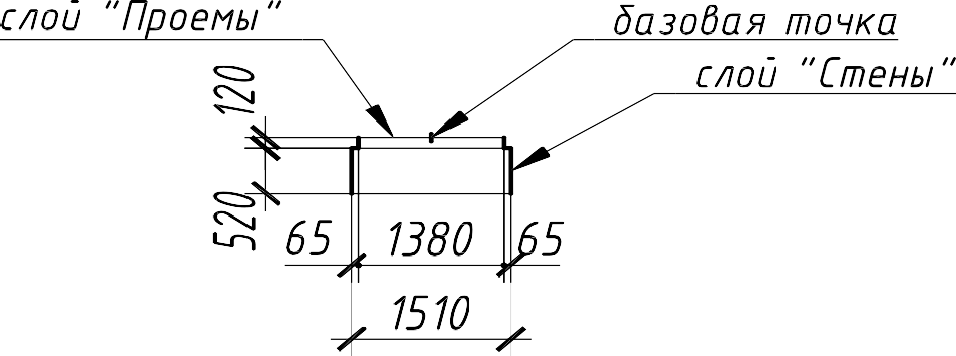 слой "Проемы"
базовая точка
слой "Стены"
120
520
65
1380
65
1510